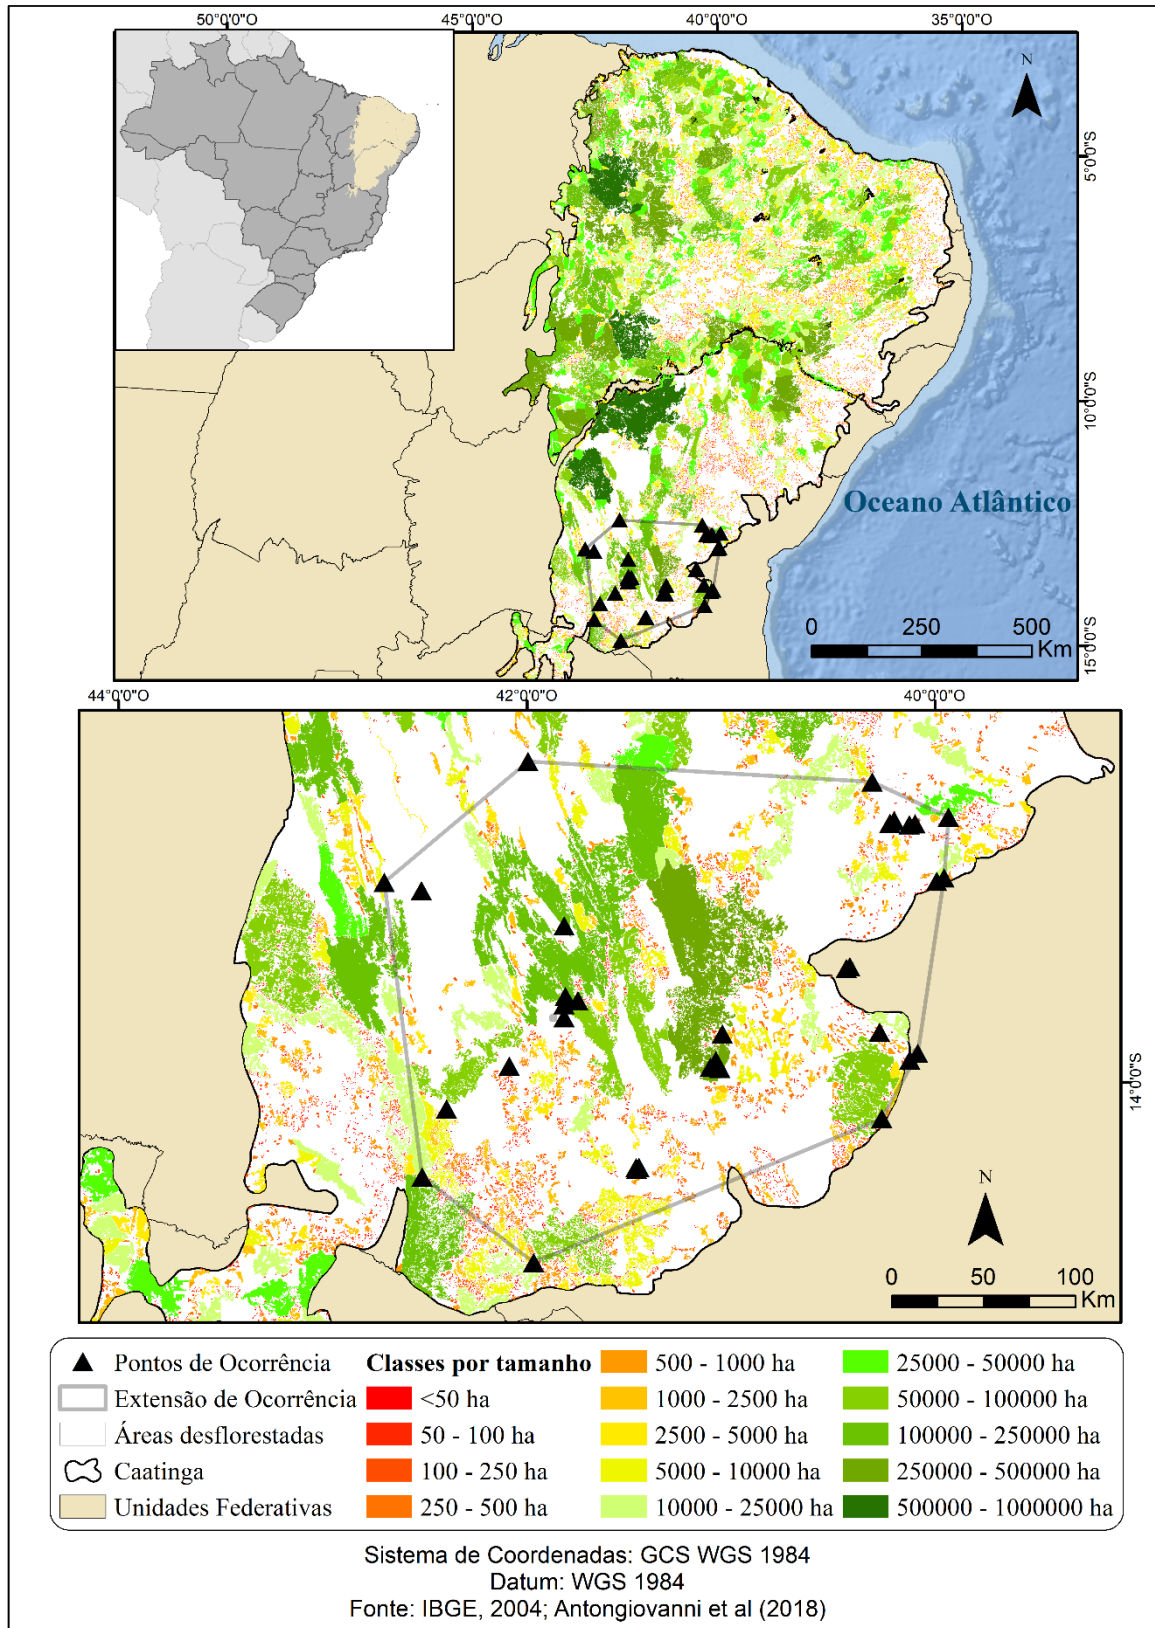 50°0'0"O
45°0'0"O
40°0'0"O
35°0'0"O
N
5°0'0"S
10°0'0"S
Oceano Atlântico
0 250 500
Km
15°0'0"S
44°0'0"O
42°0'0"O
40°0'0"O
14°0'0"S
N
0 50 100
Km
Pontos de Ocorrência
Extensão de Ocorrência
Áreas desflorestadas
Caatinga
Unidades Federativas
Classes por tamanho
<50 ha
50 - 100 ha
100 - 250 ha
250 - 500 ha
500 - 1000 ha
1000 - 2500 ha
2500 - 5000 ha
5000 - 10000 ha
10000 - 25000 ha
25000 - 50000 ha
50000 - 100000 ha
100000 - 250000 ha
250000 - 500000 ha
500000 - 1000000 ha
Sistema de Coordenadas: GCS WGS 1984
Datum: WGS 1984
Fonte: IBGE, 2004; Antongiovanni et al (2018)